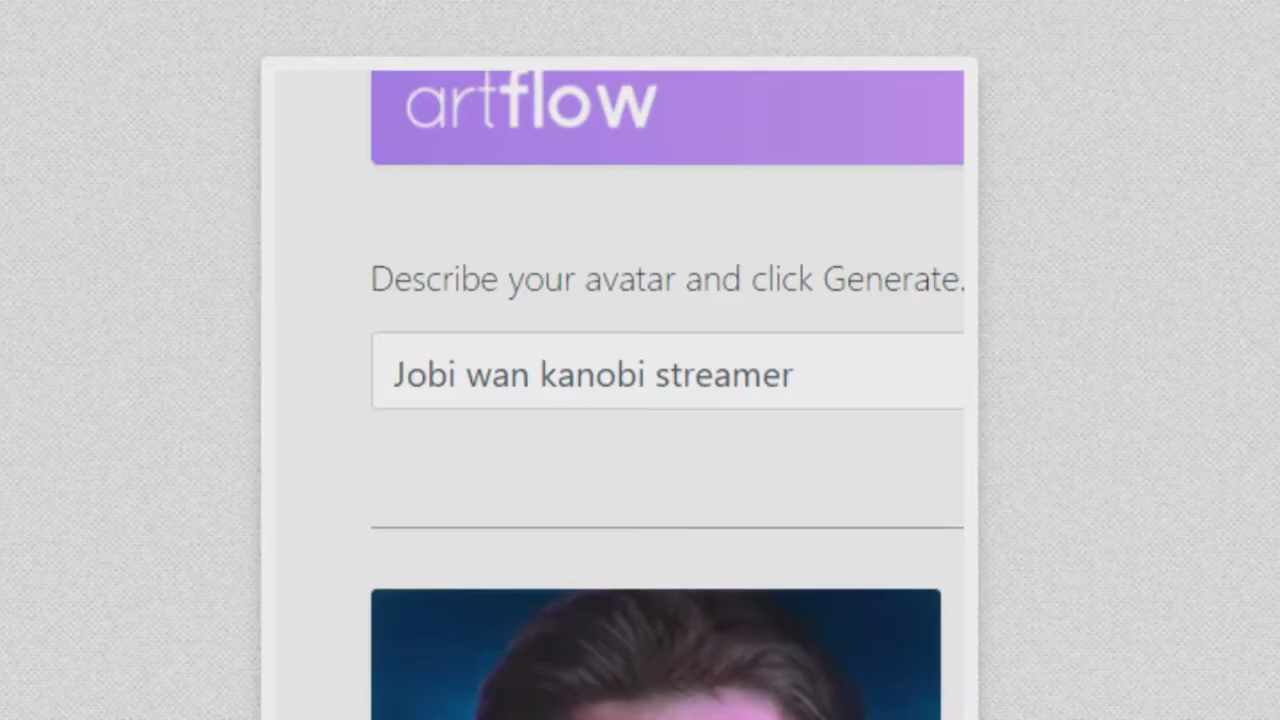 artflow
Describe your avatar and click Generate.
Jobi wan kanobi streamer